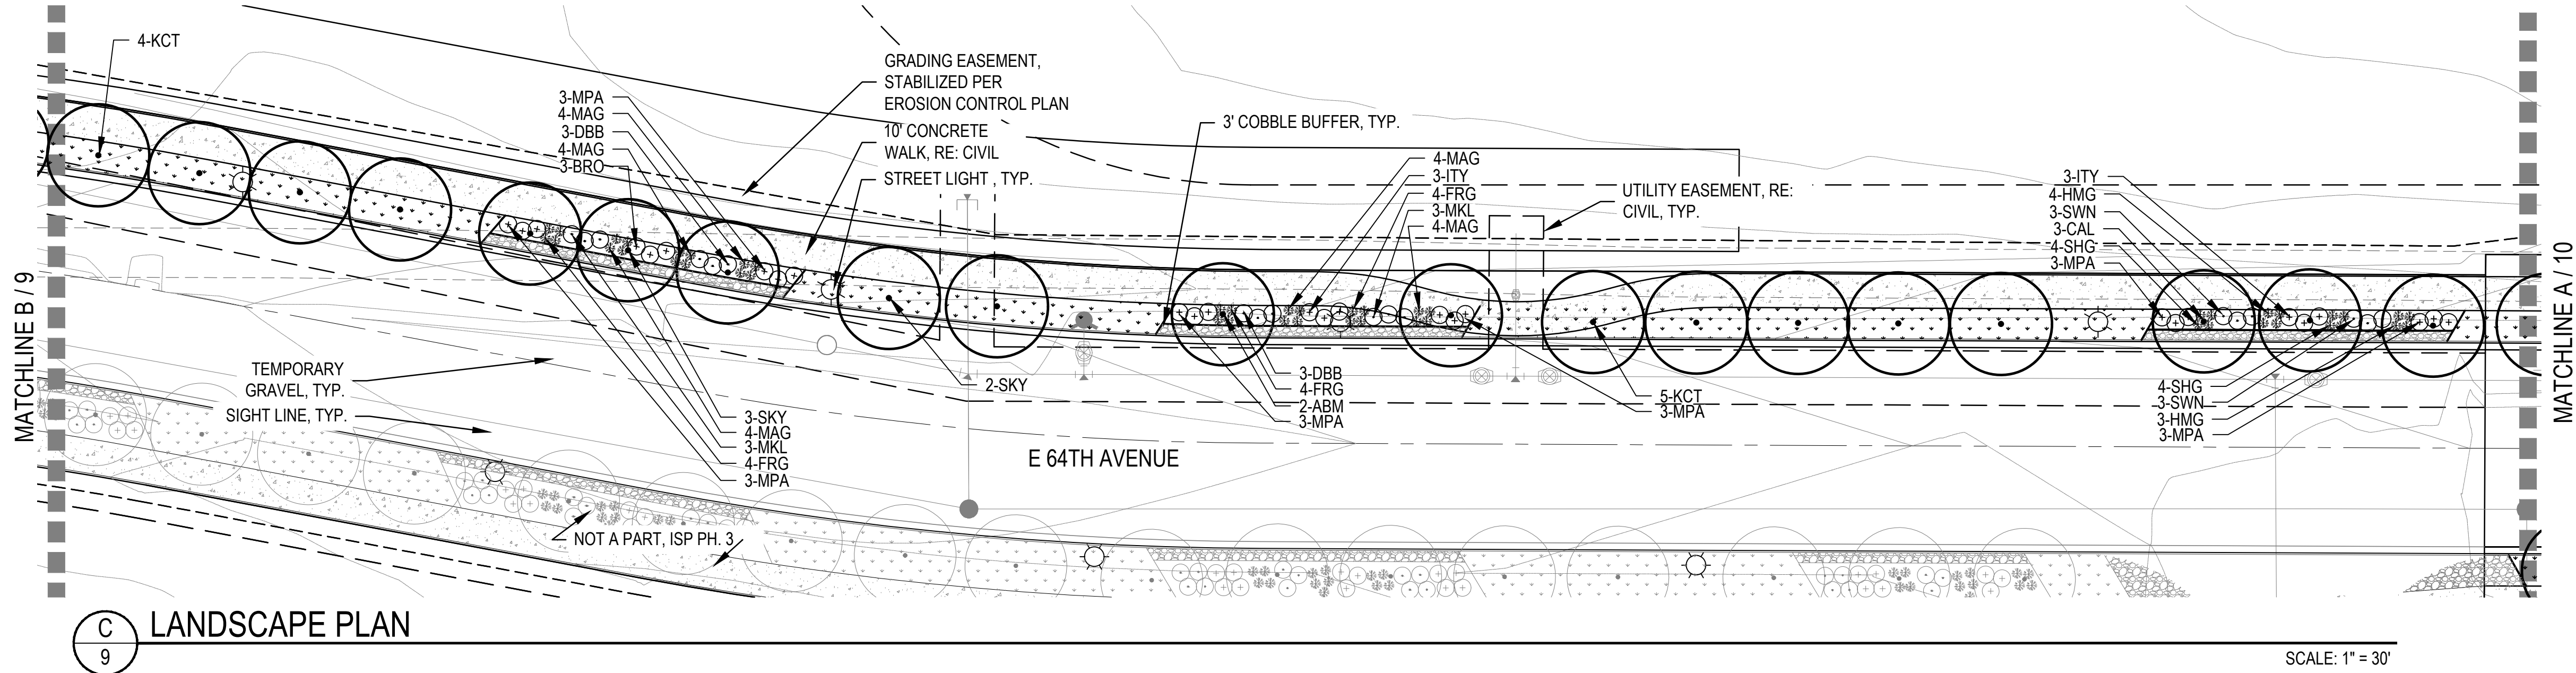 4-KCT
3-MPA
4-MAG
3-DBB
4-MAG
3-BRO
GRADING EASEMENT,
STABILIZED PER
EROSION CONTROL PLAN
10' CONCRETE
WALK, RE: CIVIL
STREET LIGHT , TYP.
3' COBBLE BUFFER, TYP.
4-MAG
3-ITY
4-FRG
3-MKL
4-MAG
UTILITY EASEMENT, RE:
CIVIL, TYP.
3-ITY
4-HMG
3-SWN
3-CAL
4-SHG
3-MPA
MATCHLINE B / 9
MATCHLINE A / 10
TEMPORARY
GRAVEL, TYP.
SIGHT LINE, TYP.
3-SKY
4-MAG
3-MKL
4-FRG
3-MPA
2-SKY
3-DBB
4-FRG
2-ABM
3-MPA
5-KCT
3-MPA
4-SHG
3-SWN
3-HMG
3-MPA
E 64TH AVENUE
NOT A PART, ISP PH. 3
C
9
LANDSCAPE PLAN
SCALE: 1" = 30'